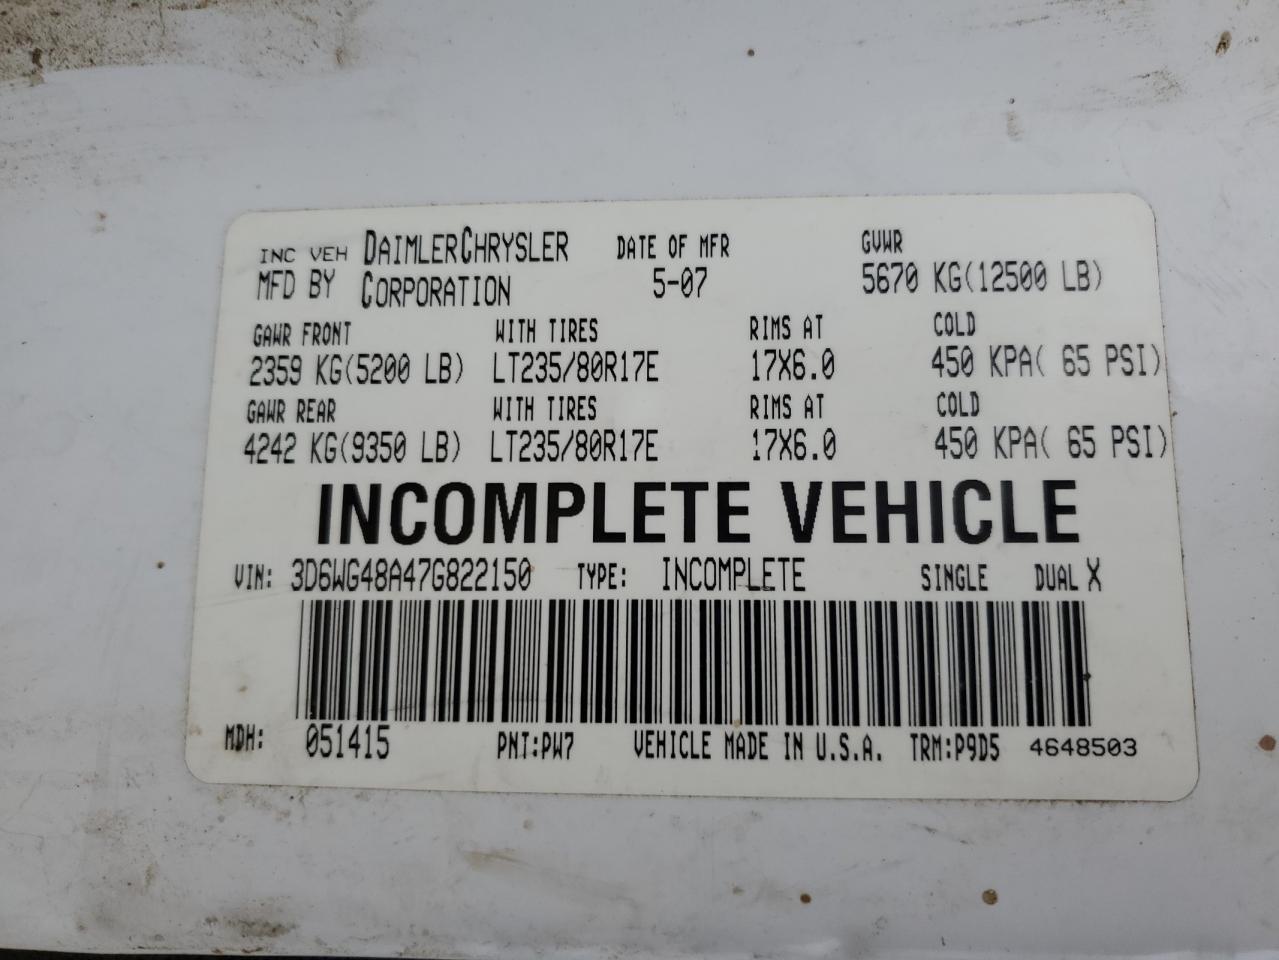 INC VEH DAIMLERCHRYSLER DATE OF MFR GVWR
MFD BY CORPORATION 5-07 5670 KG(12500 LB)
GAWR FRONT WITH TIRES RIMS AT COLD
2359 KG(5200 LB) LT235/80R17E 17X6.0 450 KPA( 65 PSI)
GAWR REAR WITH TIRES RIMS AT COLD
4242 KG(9350 LB) LT235/80R17E 17X6.0 450 KPA( 65 PSI)
INCOMPLETE VEHICLE
VIN: 3D6WG48A47G822150 TYPE: INCOMPLETE SINGLE DUAL X
MDH: 051415 PNT:PW7 VEHICLE MADE IN U.S.A. TRM:P9D5 4648503